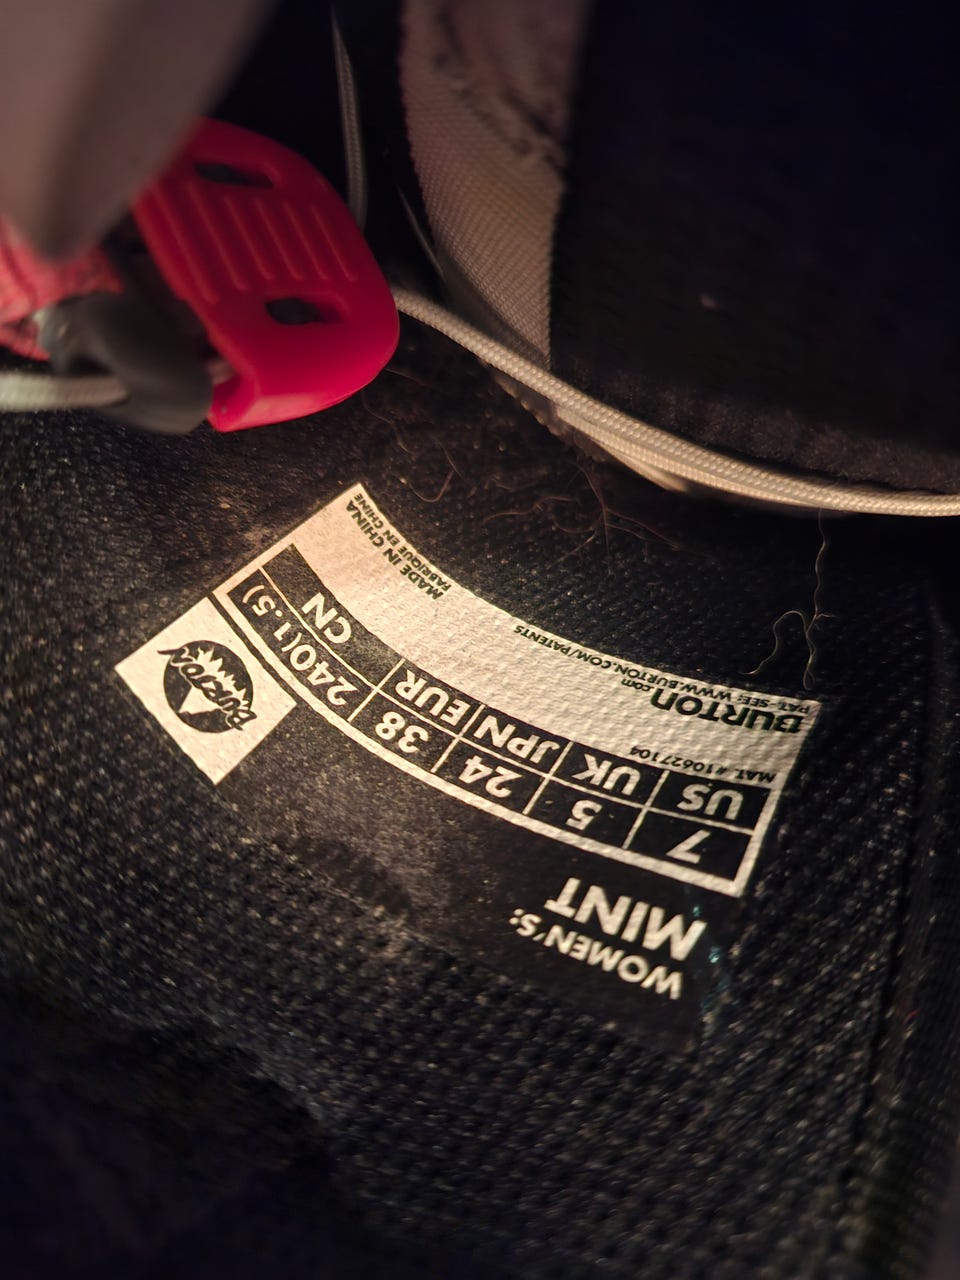 WOMEN'S:
MINT
7 5 24 38 240(1.5)
US UK JPN EUR CN
MAT. #10627104
BURTON.com
PAT.-SEE: WWW.BURTON.COM/PATENTS
MADE IN CHINA
FABRIQUE EN CHINE
BURTON
BURTON